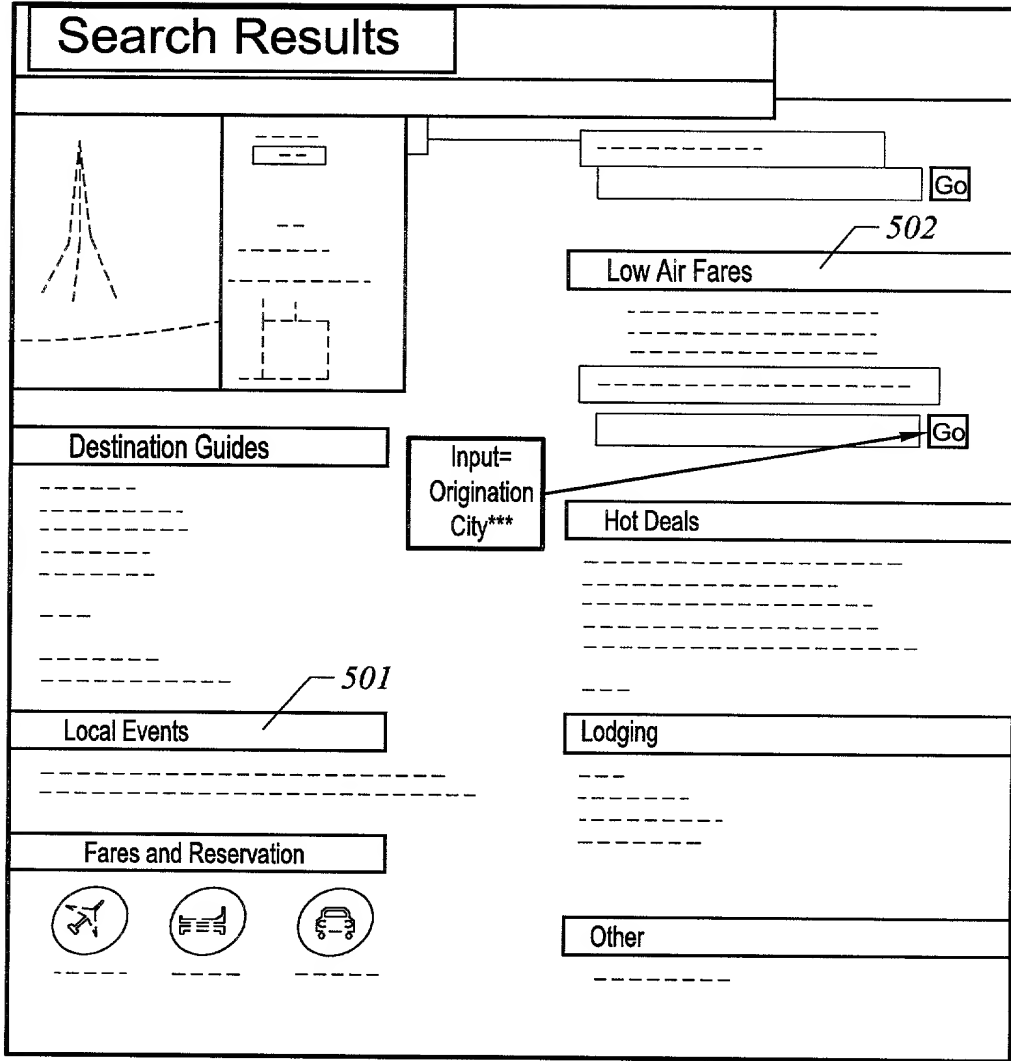 Search Results
Go
502
Low Air Fares
Go
Destination Guides
Input=
Origination
City***
Hot Deals
501
Local Events
Lodging
Fares and Reservation
Other